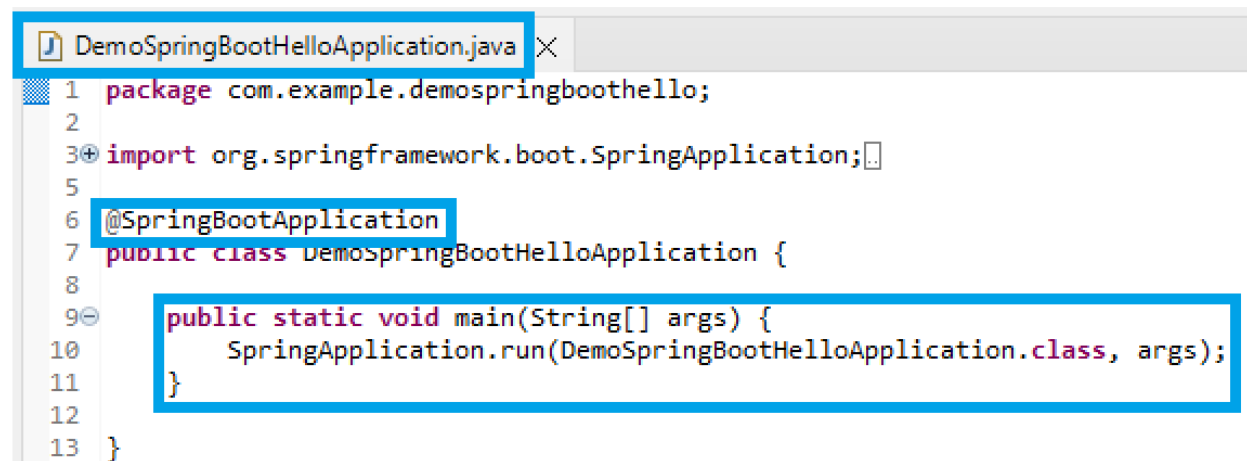 DemoSpringBootHelloApplication.java
1 package com.example.demospringboothello;
2
3 import org.springframework.boot.SpringApplication;
5
6 @SpringBootApplication
7 public class DemoSpringBootHelloApplication {
8
9 public static void main(String[] args) {
10 SpringApplication.run(DemoSpringBootHelloApplication.class, args);
11 }
12
13 }